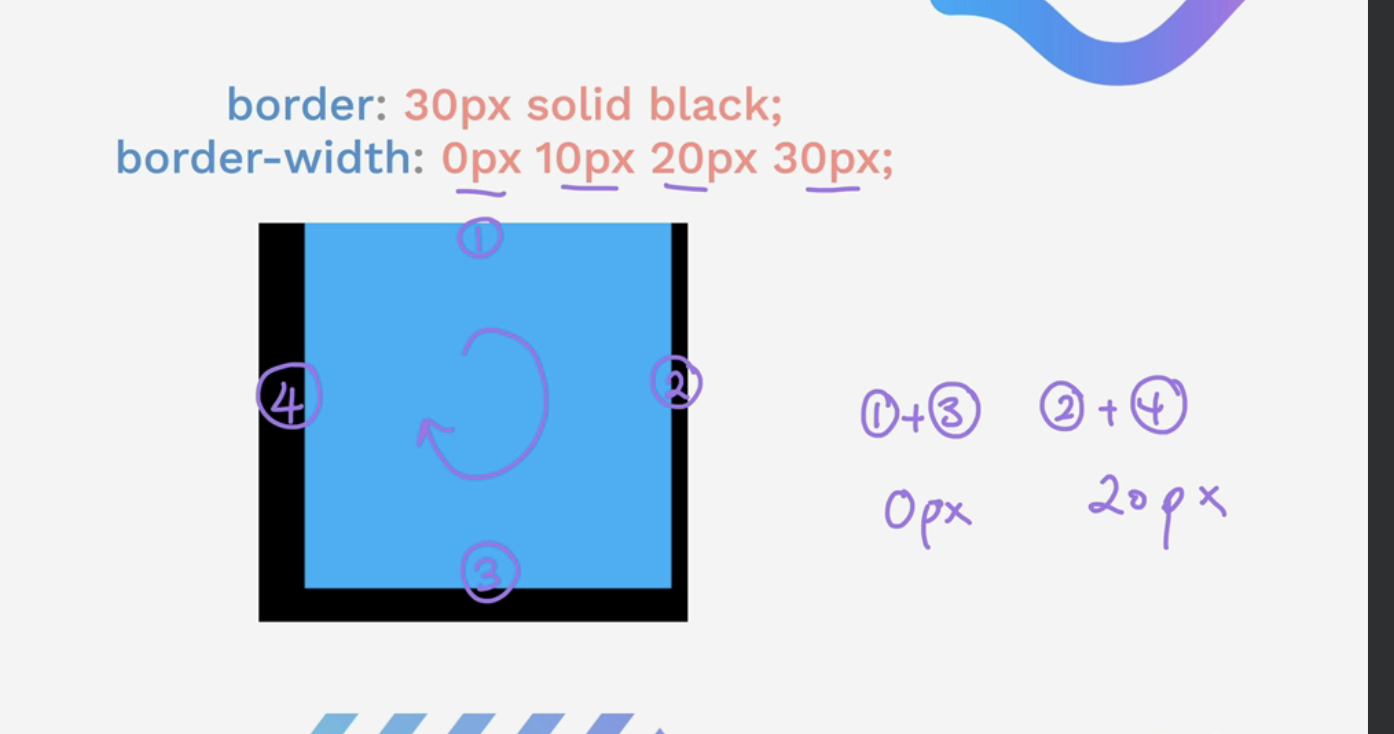 border: 30px solid black;
border-width: 0px 10px 20px 30px;
①
④
②
③
①+③ ②+④
0px 20px